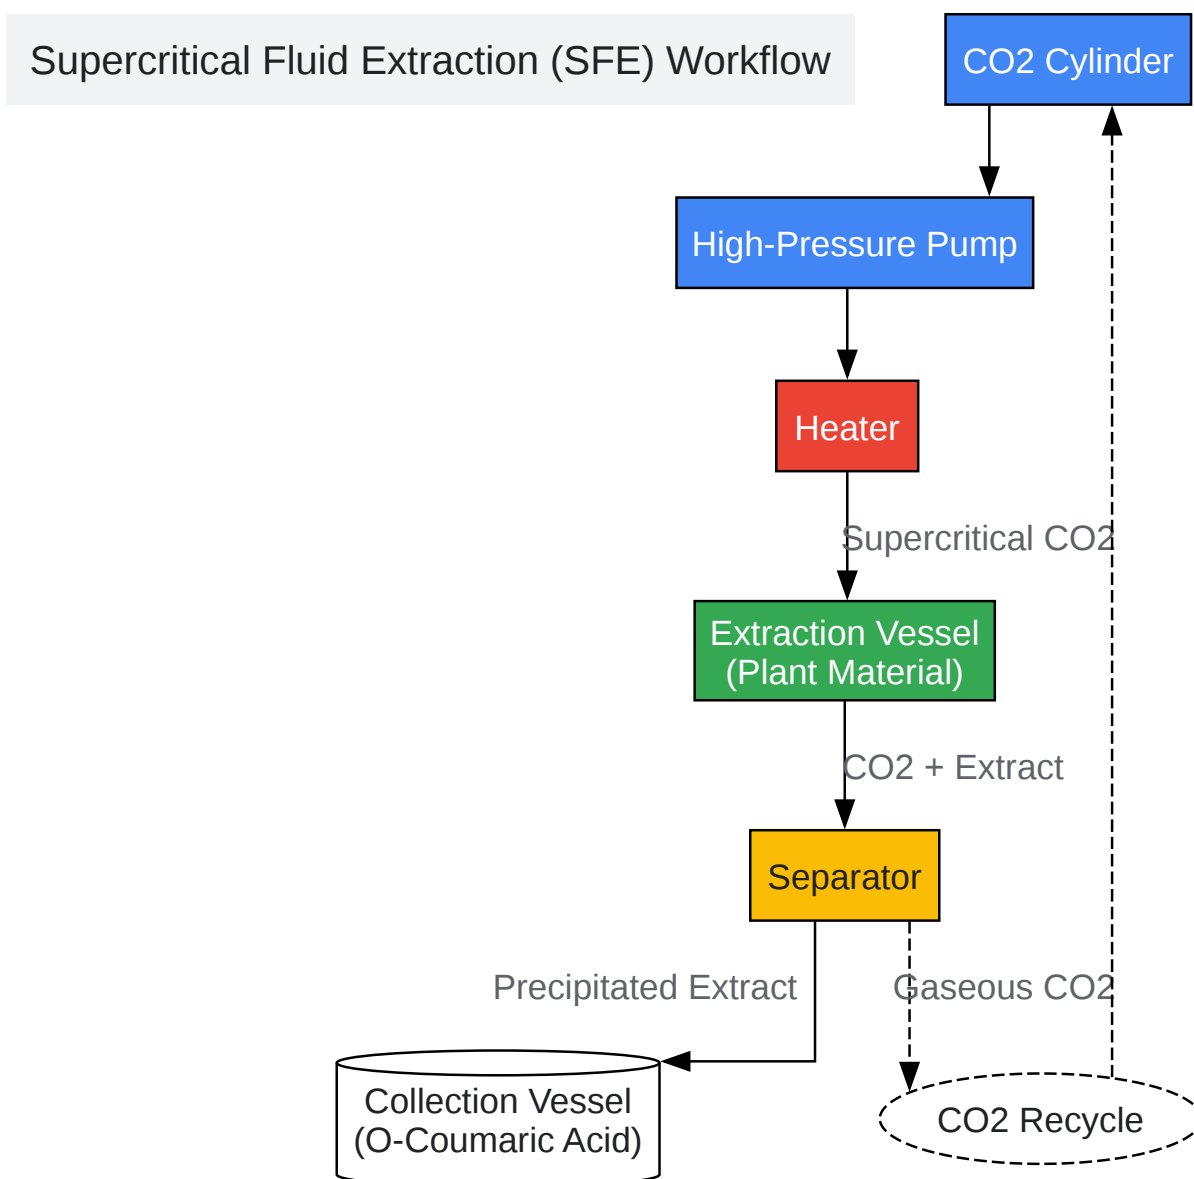 Supercritical Fluid Extraction (SFE) Workflow
CO2 Cylinder
High-Pressure Pump
Heater
Supercritical CO2
Extraction Vessel
(Plant Material)
CO2 + Extract
Separator
Precipitated Extract
Gaseous CO2
Collection Vessel
(O-Coumaric Acid)
CO2 Recycle